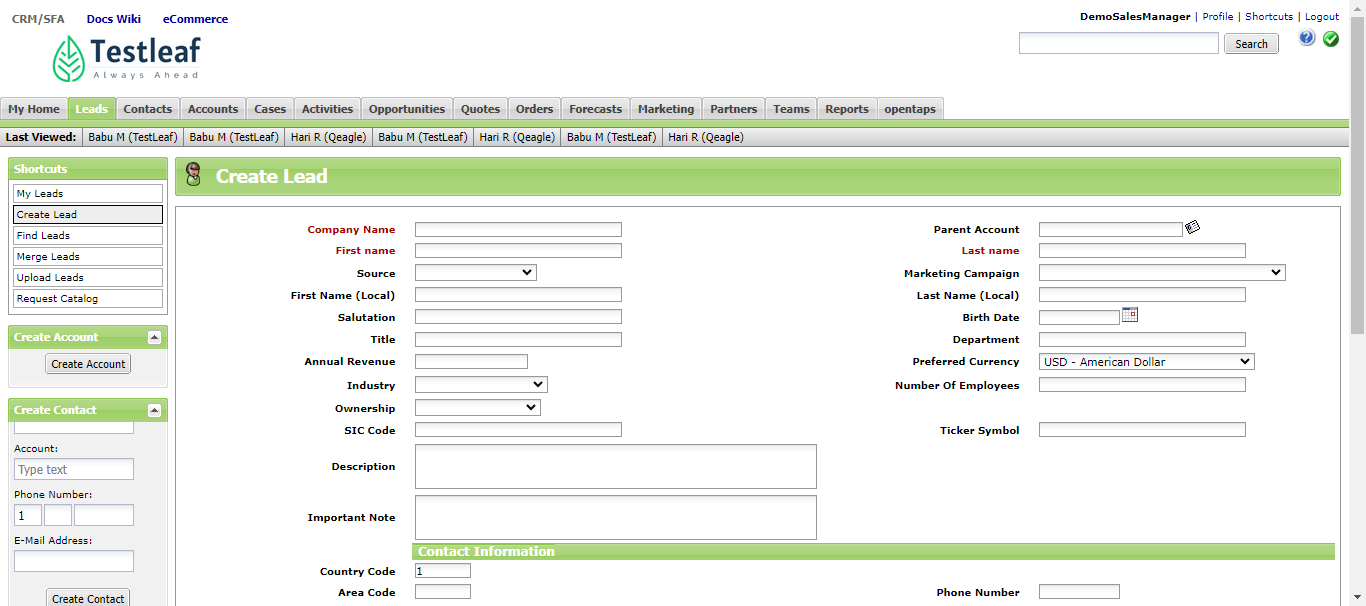 CRM/SFA Docs Wiki eCommerce
DemoSalesManager | Profile | Shortcuts | Logout
Testleaf
Always Ahead
Search
My Home Leads Contacts Accounts Cases Activities Opportunities Quotes Orders Forecasts Marketing Partners Teams Reports opentaps
Last Viewed: Babu M (TestLeaf) Babu M (TestLeaf) Hari R (Qeagle) Babu M (TestLeaf) Hari R (Qeagle) Babu M (TestLeaf) Hari R (Qeagle)
Shortcuts
My Leads
Create Lead
Find Leads
Merge Leads
Upload Leads
Request Catalog
Create Account
Create Account
Create Contact
Account:
Type text
Phone Number:
1
E-Mail Address:
Create Contact
Create Lead
Company Name Parent Account
First name Last name
Source Marketing Campaign
First Name (Local) Last Name (Local)
Salutation Birth Date
Title Department
Annual Revenue Preferred Currency USD - American Dollar
Industry Number Of Employees
Ownership
SIC Code Ticker Symbol
Description
Important Note
Contact Information
Country Code 1
Area Code Phone Number